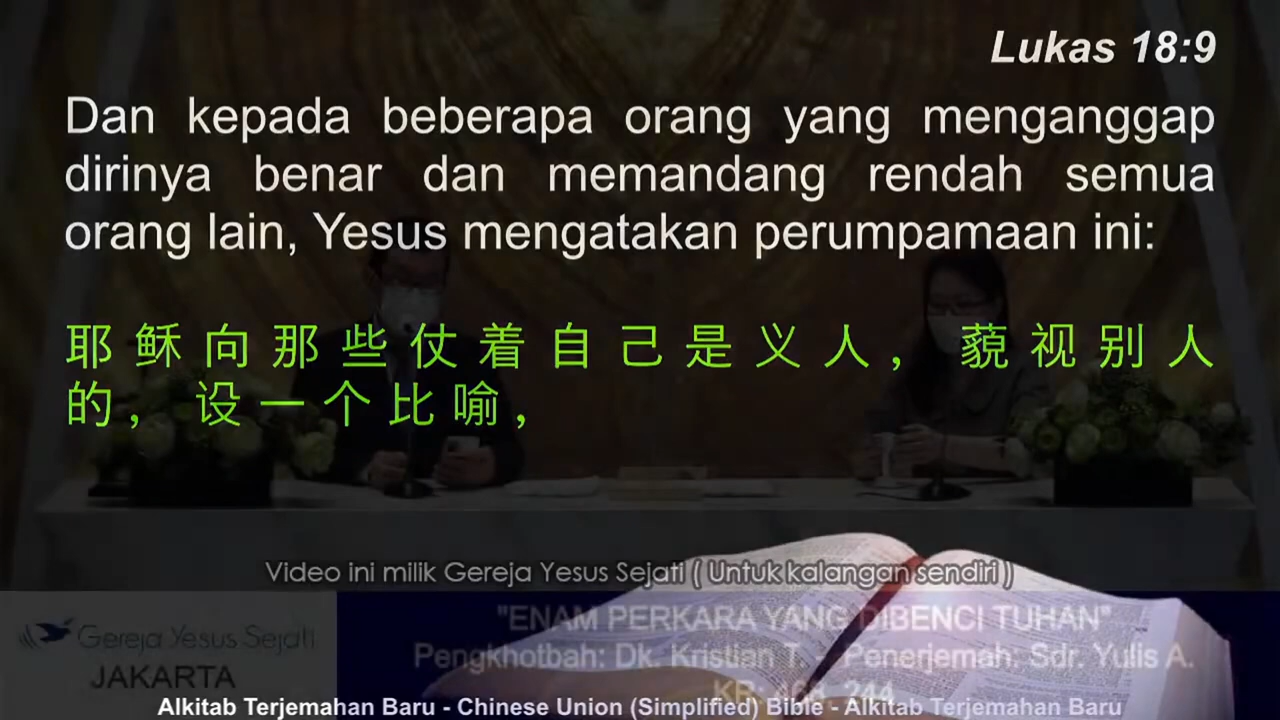 Lukas 18:9
Dan kepada beberapa orang yang menganggap
dirinya benar dan memandang rendah semua
orang lain, Yesus mengatakan perumpamaan ini:
耶稣向那些仗着自己是义人，藐视别人
的，设一个比喻，
Video ini milik Gereja Yesus Sejati ( Untuk kalangan sendiri )
Gereja Yesus Sejati
JAKARTA
"ENAM PERKARA YANG DIBENCI TUHAN"
Pengkhotbah: Dk. Kristian T. Penerjemah: Sdr. Yulis A.
KR: 468, 244
Alkitab Terjemahan Baru - Chinese Union (Simplified) Bible - Alkitab Terjemahan Baru